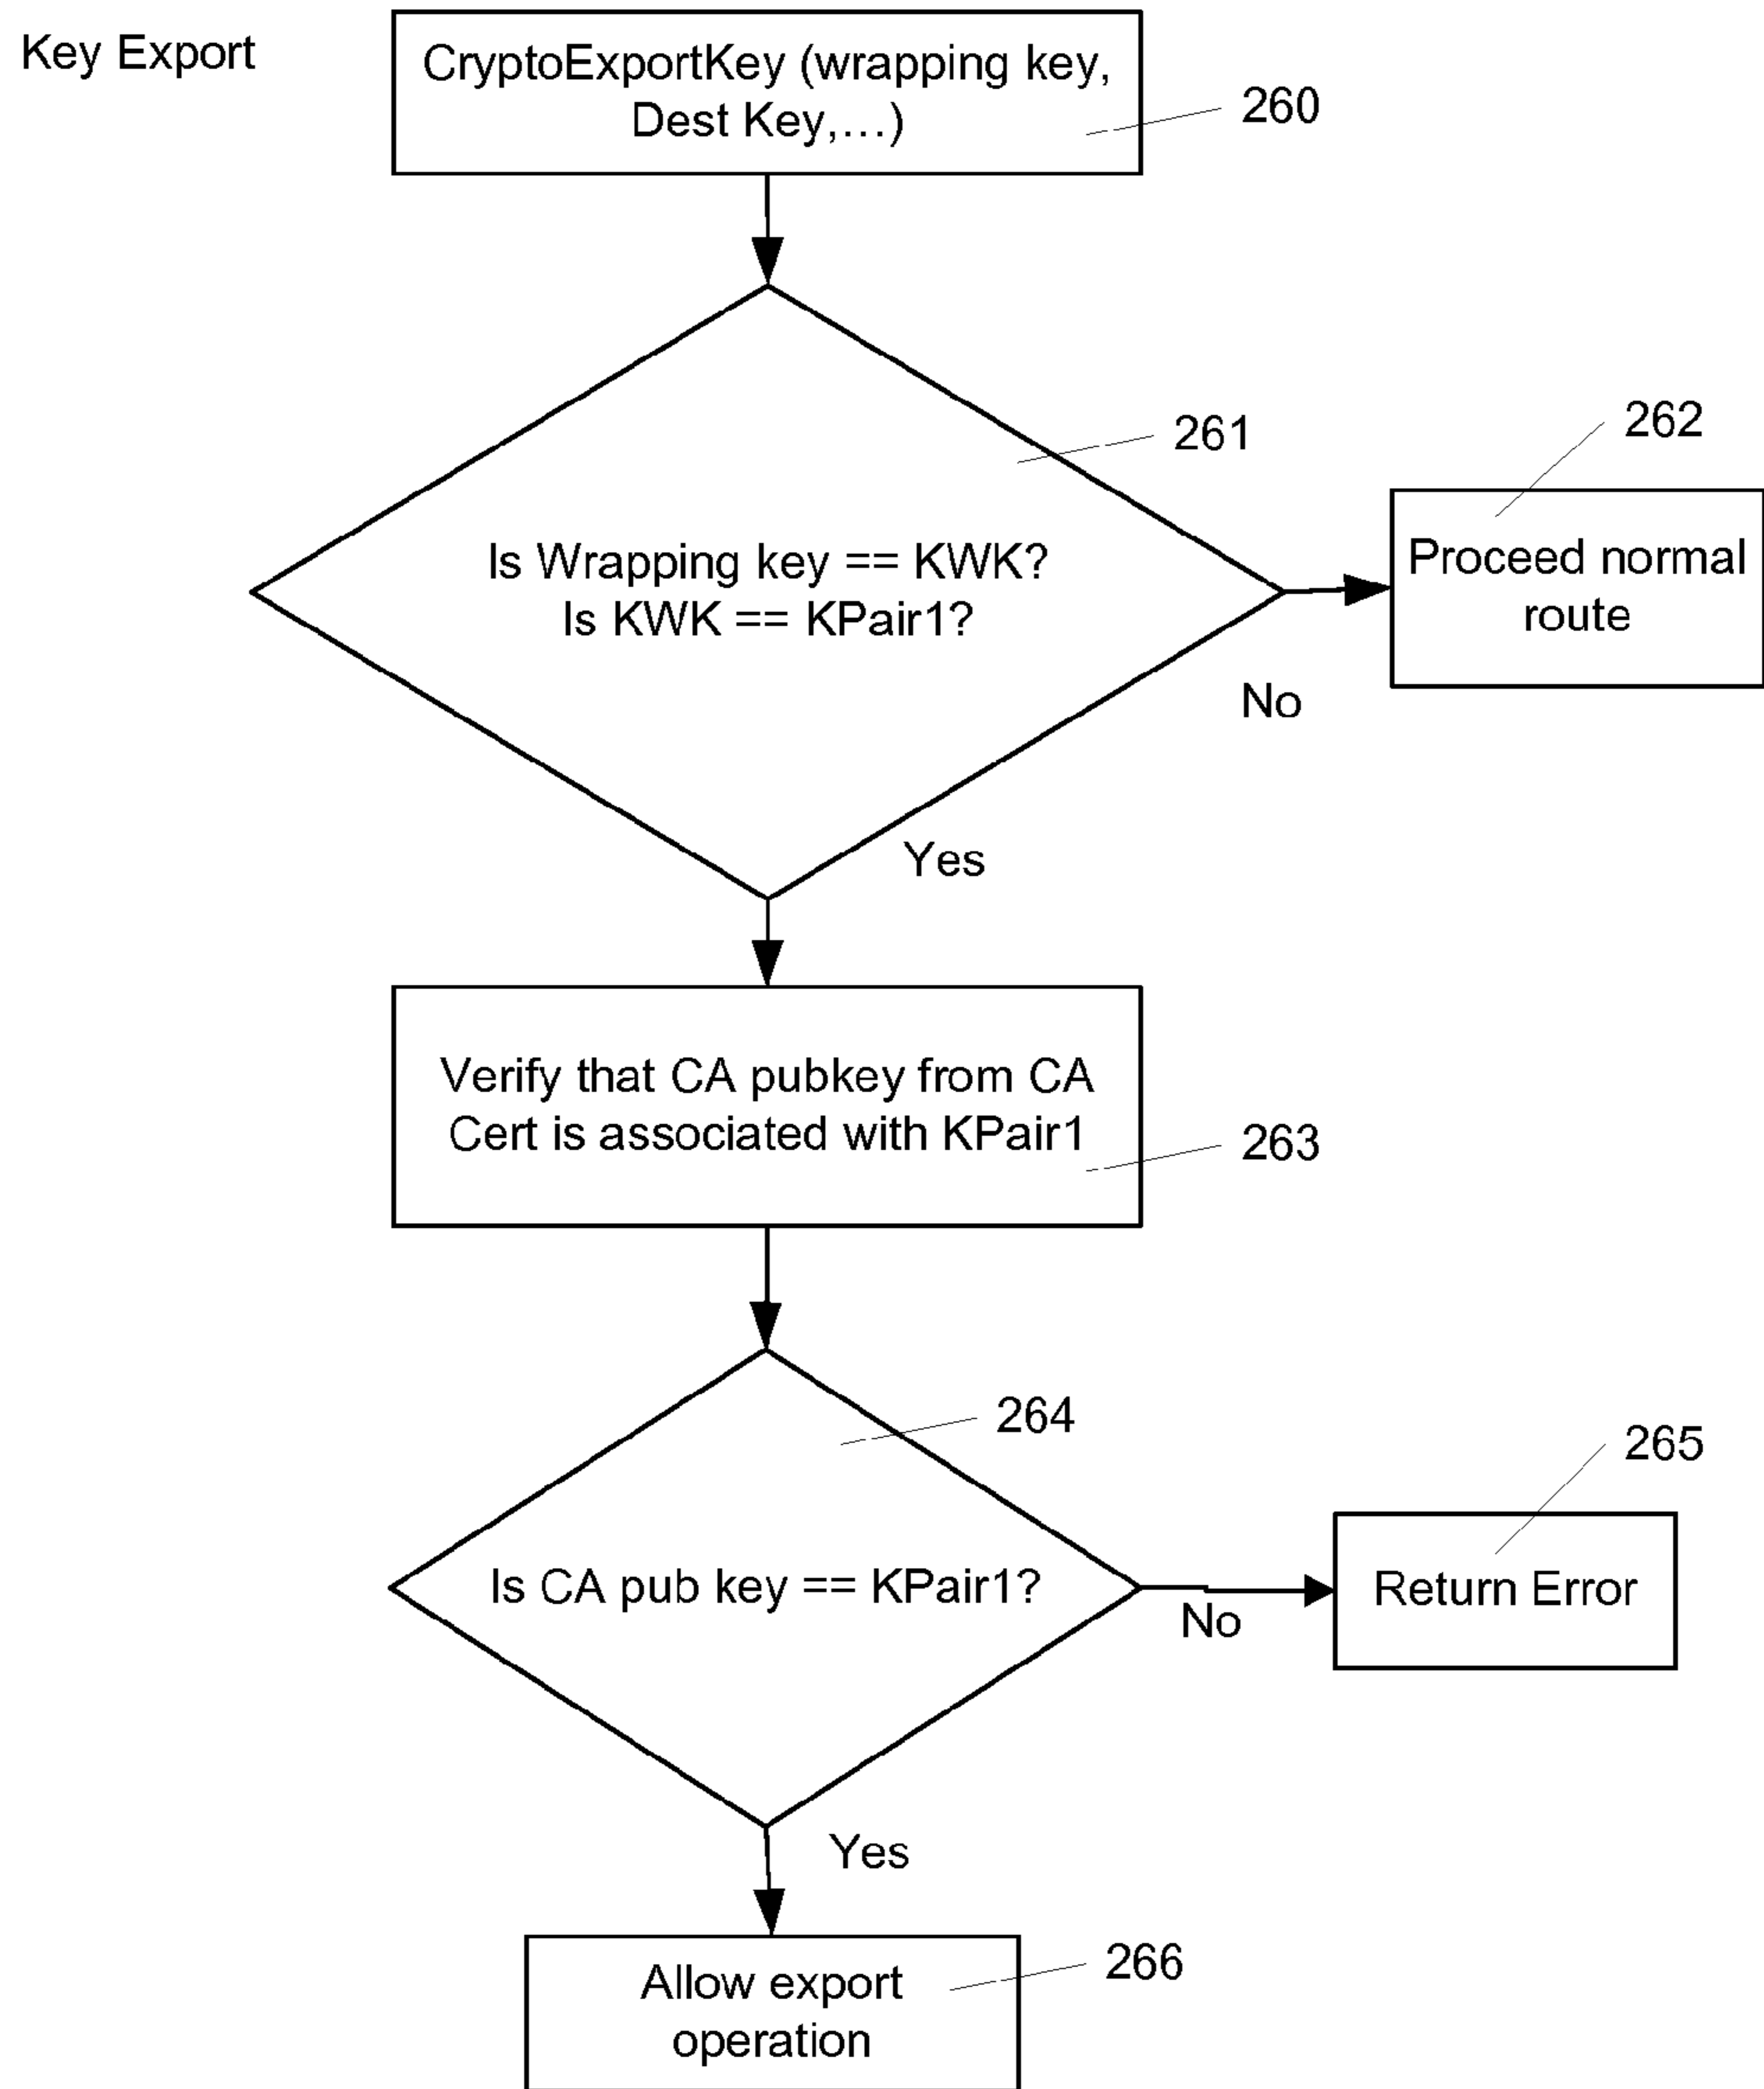 Key Export
CryptoExportKey (wrapping key,
Dest Key,...)
260
261
262
Is Wrapping key == KWK?
Is KWK == KPair1?
Proceed normal
route
No
Yes
Verify that CA pubkey from CA
Cert is associated with KPair1
263
264
265
Is CA pub key == KPair1?
Return Error
No
Yes
Allow export
operation
266